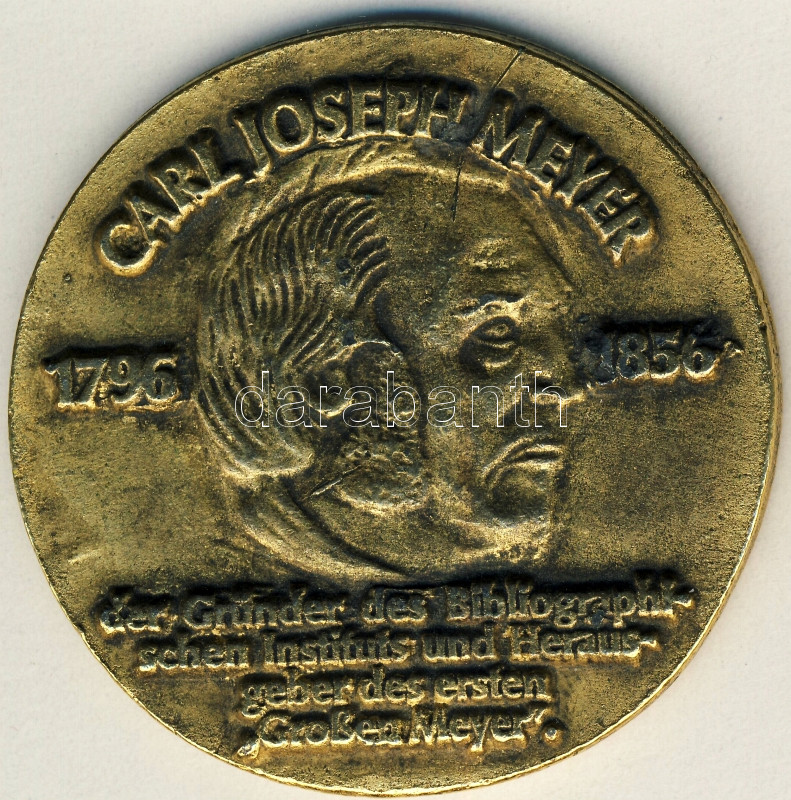 CARL JOSEPH MEYER
1796 1856
darabanth
der Gründer des Bibliographi-
schen Instituts und Heraus-
geber des ersten
„Großen Meyer“.